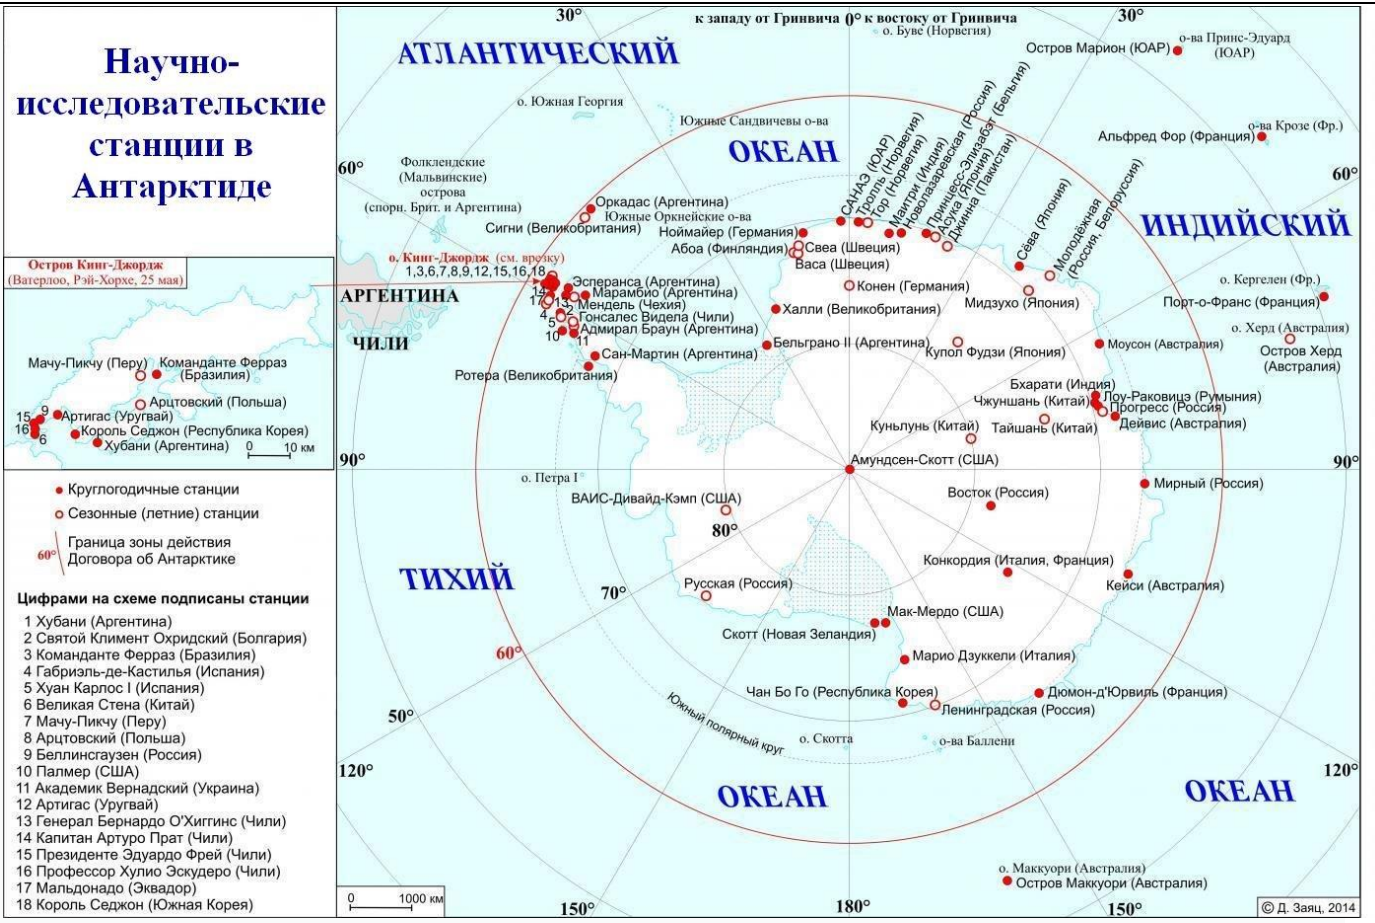 Научно-
исследовательские
станции в
Антарктиде
Остров Кинг-Джордж
(Ватерлоо, Рэй-Хорхе, 25 мая)
Мачу-Пикчу (Перу)
Команданте Ферраз
(Бразилия)
Арцтовский (Польша)
15
9
Артигас (Уругвай)
16
6
Король Седжон (Республика Корея)
Хубани (Аргентина)
0 10 км
Круглогодичные станции
Сезонные (летние) станции
60°
Граница зоны действия
Договора об Антарктике
Цифрами на схеме подписаны станции
1 Хубани (Аргентина)
2 Святой Климент Охридский (Болгария)
3 Команданте Ферраз (Бразилия)
4 Габриэль-де-Кастилья (Испания)
5 Хуан Карлос I (Испания)
6 Великая Стена (Китай)
7 Мачу-Пикчу (Перу)
8 Арцтовский (Польша)
9 Беллинсгаузен (Россия)
10 Палмер (США)
11 Академик Вернадский (Украина)
12 Артигас (Уругвай)
13 Генерал Бернардо О'Хиггинс (Чили)
14 Капитан Артуро Прат (Чили)
15 Президенте Эдуардо Фрей (Чили)
16 Профессор Хулио Эскудеро (Чили)
17 Мальдонадо (Эквадор)
18 Король Седжон (Южная Корея)
30°
к западу от Гринвича 0° к востоку от Гринвича
30°
о. Буве (Норвегия)
Остров Марион (ЮАР)
о-ва Принс-Эдуард
(ЮАР)
АТЛАНТИЧЕСКИЙ
ОКЕАН
о. Южная Георгия
Южные Сандвичевы о-ва
Альфред Фор (Франция)
о-ва Крозе (Фр.)
60°
60°
Фолклендские
(Мальвинские)
острова
(спорн. Брит. и Аргентина)
Оркадас (Аргентина)
Южные Оркнейские о-ва
Сигни (Великобритания)
САНАЭ (ЮАР)
Тролль (Норвегия)
Тор (Норвегия)
Маитри (Индия)
Новолазаревская (Россия)
Принцесс-Элизабэт (Бельгия)
Асука (Япония)
Джинна (Пакистан)
Сёва (Япония)
Молодёжная
(Россия, Белоруссия)
ИНДИЙСКИЙ
Ноймайер (Германия)
Абоа (Финляндия)
Свеа (Швеция)
Васа (Швеция)
о. Кинг-Джордж (см. врезку)
1,3,6,7,8,9,12,15,16,18
14
17
13
2
4
5
10
11
Эсперанса (Аргентина)
Марамбио (Аргентина)
Мендель (Чехия)
Гонсалес Видела (Чили)
Адмирал Браун (Аргентина)
Сан-Мартин (Аргентина)
Ротера (Великобритания)
АРГЕНТИНА
ЧИЛИ
Конен (Германия)
Мидзухо (Япония)
Халли (Великобритания)
Бельграно II (Аргентина)
Купол Фудзи (Япония)
о. Кергелен (Фр.)
Порт-о-Франс (Франция)
о. Херд (Австралия)
Остров Херд
(Австралия)
Моусон (Австралия)
Бхарати (Индия)
Чжуншань (Китай)
Лоу-Раковицэ (Румыния)
Прогресс (Россия)
Дейвис (Австралия)
Тайшань (Китай)
Куньлунь (Китай)
90°
90°
Амундсен-Скотт (США)
о. Петра I
Мирный (Россия)
Восток (Россия)
ВАИС-Дивайд-Кэмп (США)
80°
Конкордия (Италия, Франция)
Кейси (Австралия)
ТИХИЙ
Русская (Россия)
70°
Мак-Мердо (США)
Скотт (Новая Зеландия)
60°
Марио Дзуккели (Италия)
Чан Бо Го (Республика Корея)
Дюмон-д'Юрвиль (Франция)
Ленинградская (Россия)
50°
Южный полярный круг
о. Скотта
о-ва Баллени
120°
120°
ОКЕАН
ОКЕАН
о. Маккуори (Австралия)
Остров Маккуори (Австралия)
0 1000 км
150°
180°
150°
© Д. Заяц, 2014